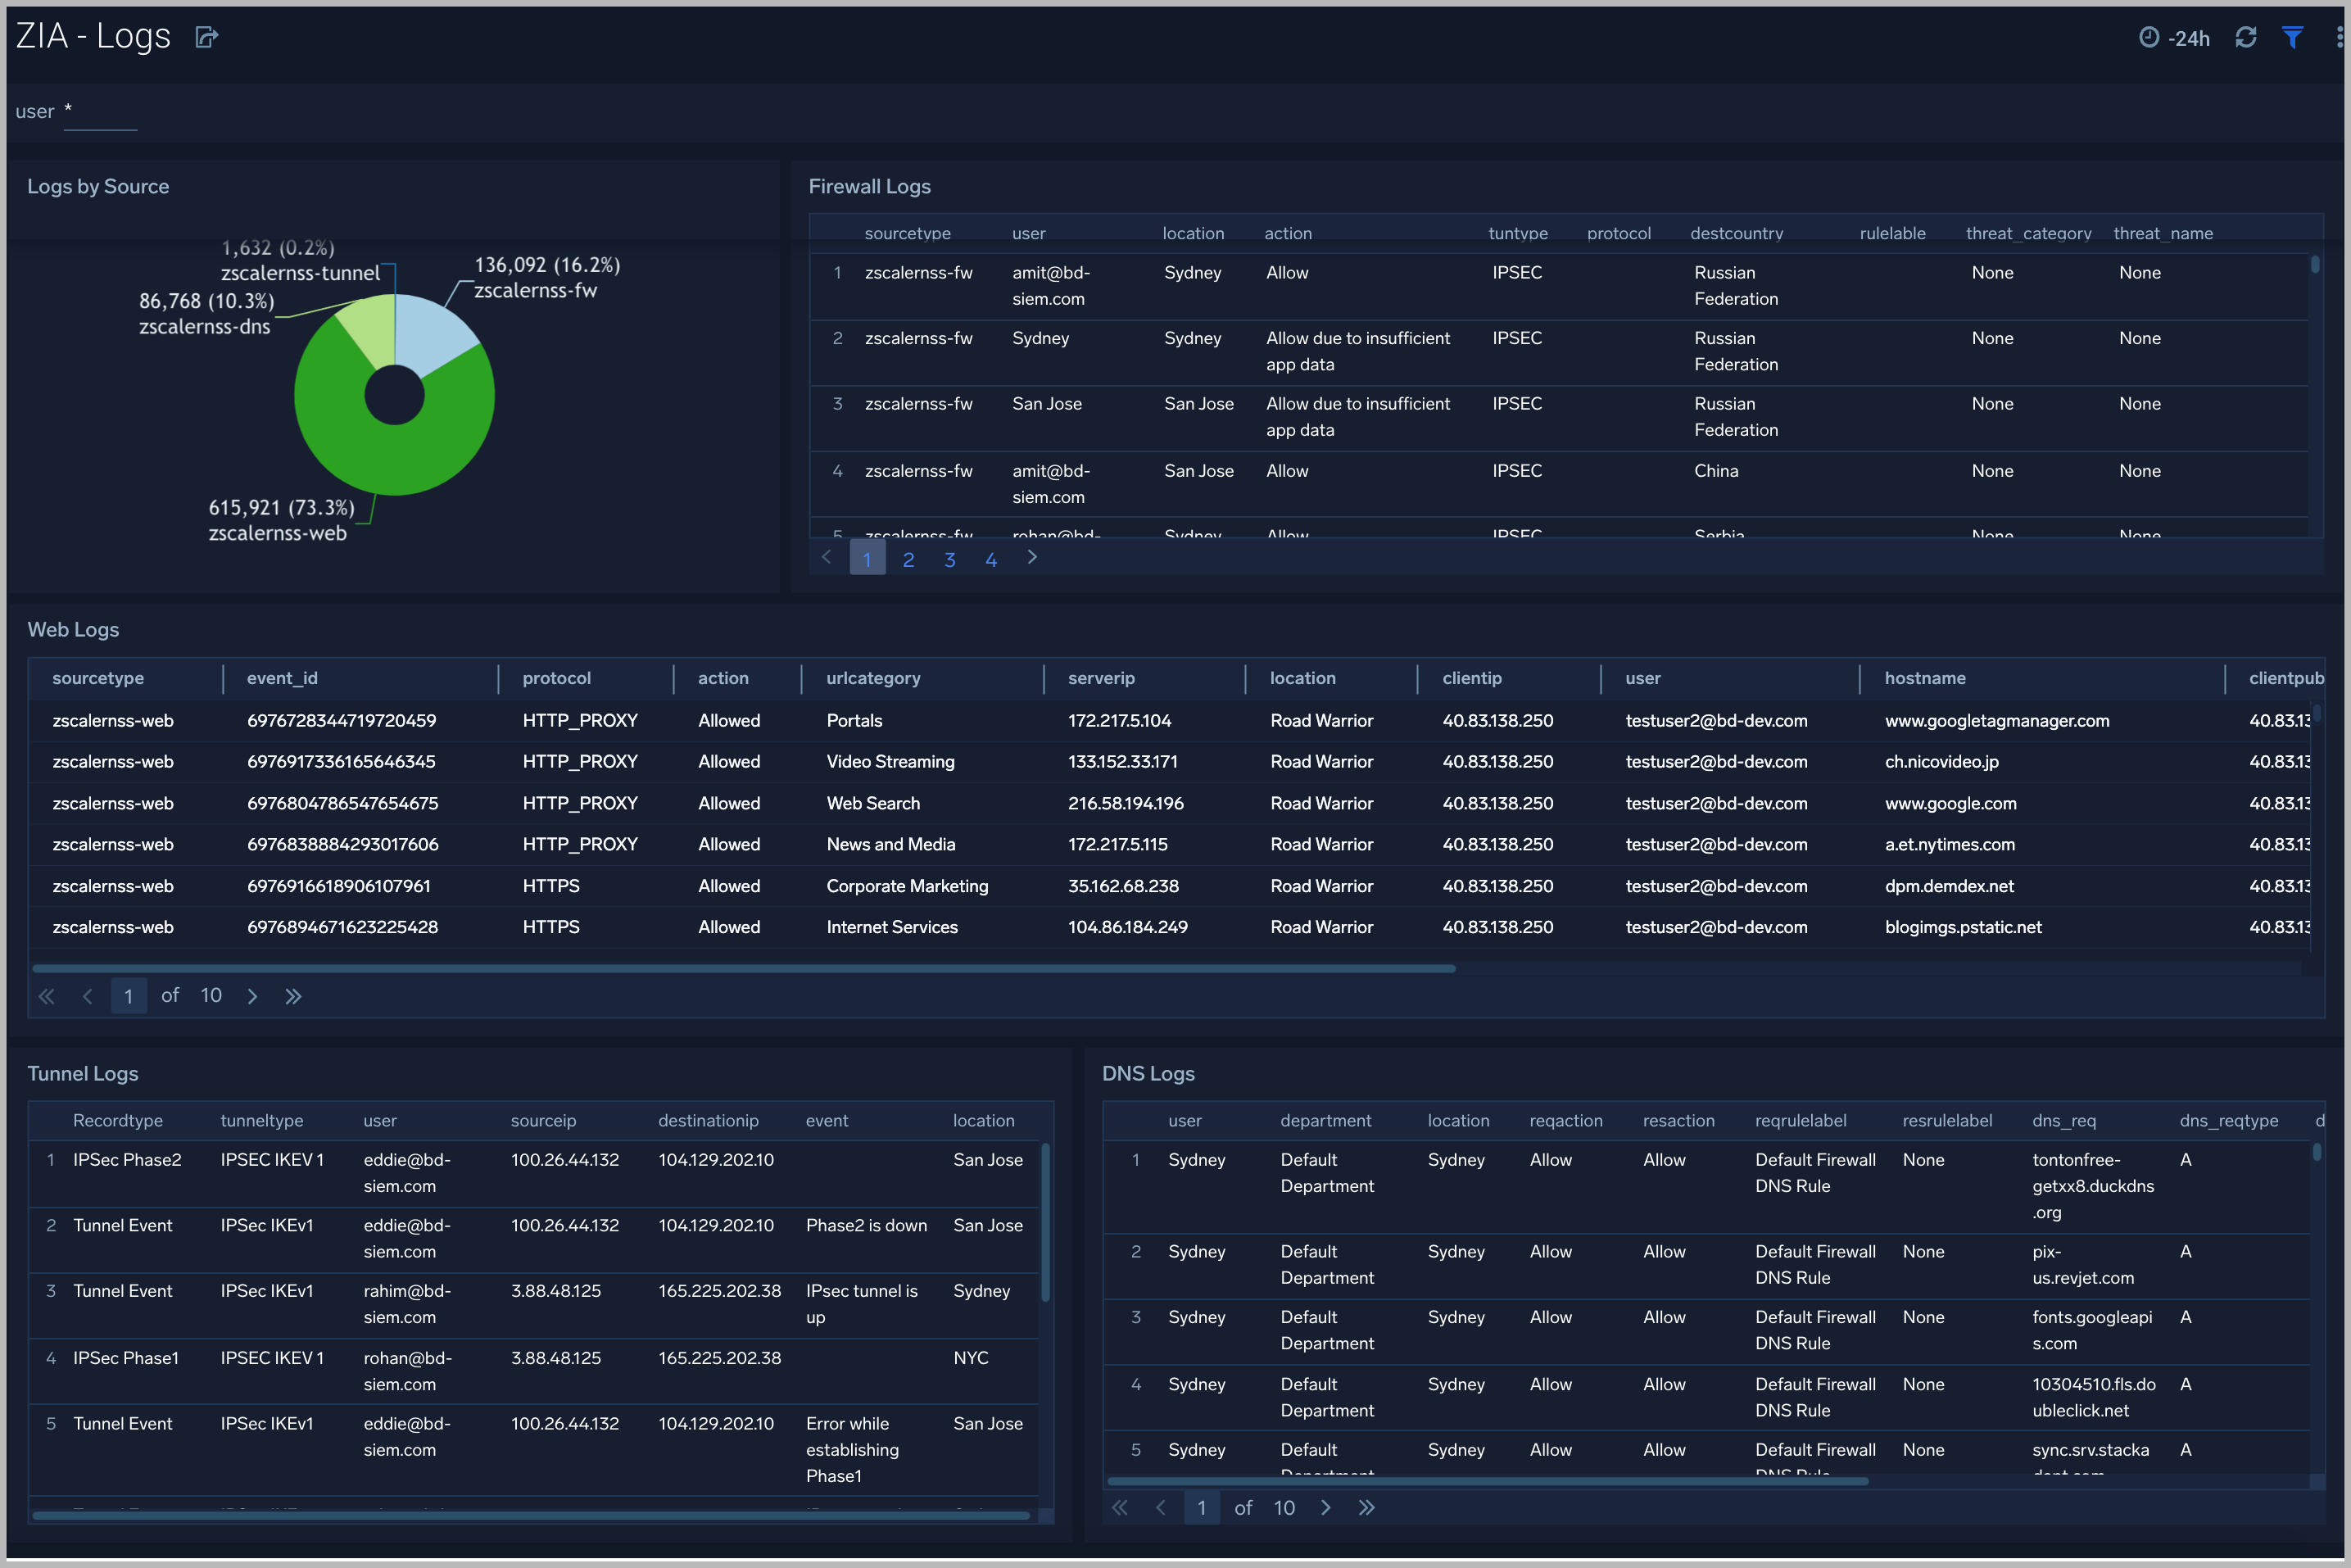 ZIA - Logs
-24h
user *
Logs by Source
1,632 (0.2%)
zscalernss-tunnel
136,092 (16.2%)
zscalernss-fw
86,768 (10.3%)
zscalernss-dns
615,921 (73.3%)
zscalernss-web
Firewall Logs
sourcetype user location action tuntype protocol destcountry rulelable threat_category threat_name
1 zscalernss-fw amit@bd- Sydney Allow IPSEC Russian None None
siem.com Federation
2 zscalernss-fw Sydney Sydney Allow due to insufficient IPSEC Russian None None
app data Federation
3 zscalernss-fw San Jose San Jose Allow due to insufficient IPSEC Russian None None
app data Federation
4 zscalernss-fw amit@bd- San Jose Allow IPSEC China None None
siem.com
5 zscalernss-fw rohan@bd- Sydney Allow IPSEC Serbia None None
1 2 3 4
Web Logs
sourcetype event_id protocol action urlcategory serverip location clientip user hostname clientpub
zscalernss-web 6976728344719720459 HTTP_PROXY Allowed Portals 172.217.5.104 Road Warrior 40.83.138.250 testuser2@bd-dev.com www.googletagmanager.com 40.83.13
zscalernss-web 6976917336165646345 HTTP_PROXY Allowed Video Streaming 133.152.33.171 Road Warrior 40.83.138.250 testuser2@bd-dev.com ch.nicovideo.jp 40.83.13
zscalernss-web 6976804786547654675 HTTP_PROXY Allowed Web Search 216.58.194.196 Road Warrior 40.83.138.250 testuser2@bd-dev.com www.google.com 40.83.13
zscalernss-web 6976838884293017606 HTTP_PROXY Allowed News and Media 172.217.5.115 Road Warrior 40.83.138.250 testuser2@bd-dev.com a.et.nytimes.com 40.83.13
zscalernss-web 6976916618906107961 HTTPS Allowed Corporate Marketing 35.162.68.238 Road Warrior 40.83.138.250 testuser2@bd-dev.com dpm.demdex.net 40.83.13
zscalernss-web 6976894671623225428 HTTPS Allowed Internet Services 104.86.184.249 Road Warrior 40.83.138.250 testuser2@bd-dev.com blogimgs.pstatic.net 40.83.13
1 of 10
Tunnel Logs
Recordtype tunneltype user sourceip destinationip event location
1 IPSec Phase2 IPSEC IKEV 1 eddie@bd- 100.26.44.132 104.129.202.10 San Jose
siem.com
2 Tunnel Event IPSec IKEv1 eddie@bd- 100.26.44.132 104.129.202.10 Phase2 is down San Jose
siem.com
3 Tunnel Event IPSec IKEv1 rahim@bd- 3.88.48.125 165.225.202.38 IPsec tunnel is Sydney
siem.com up
4 IPSec Phase1 IPSEC IKEV 1 rohan@bd- 3.88.48.125 165.225.202.38 NYC
siem.com
5 Tunnel Event IPSec IKEv1 eddie@bd- 100.26.44.132 104.129.202.10 Error while San Jose
siem.com establishing
Phase1
DNS Logs
user department location reqaction resaction reqrulelabel resrulelabel dns_req dns_reqtype d
1 Sydney Default Sydney Allow Allow Default Firewall None tontonfree- A
Department DNS Rule getxx8.duckdns
.org
2 Sydney Default Sydney Allow Allow Default Firewall None pix- A
Department DNS Rule us.revjet.com
3 Sydney Default Sydney Allow Allow Default Firewall None fonts.googleapi A
Department DNS Rule s.com
4 Sydney Default Sydney Allow Allow Default Firewall None 10304510.fls.do A
Department DNS Rule ubleclick.net
5 Sydney Default Sydney Allow Allow Default Firewall None sync.srv.stacka A
Department DNS Rule
1 of 10